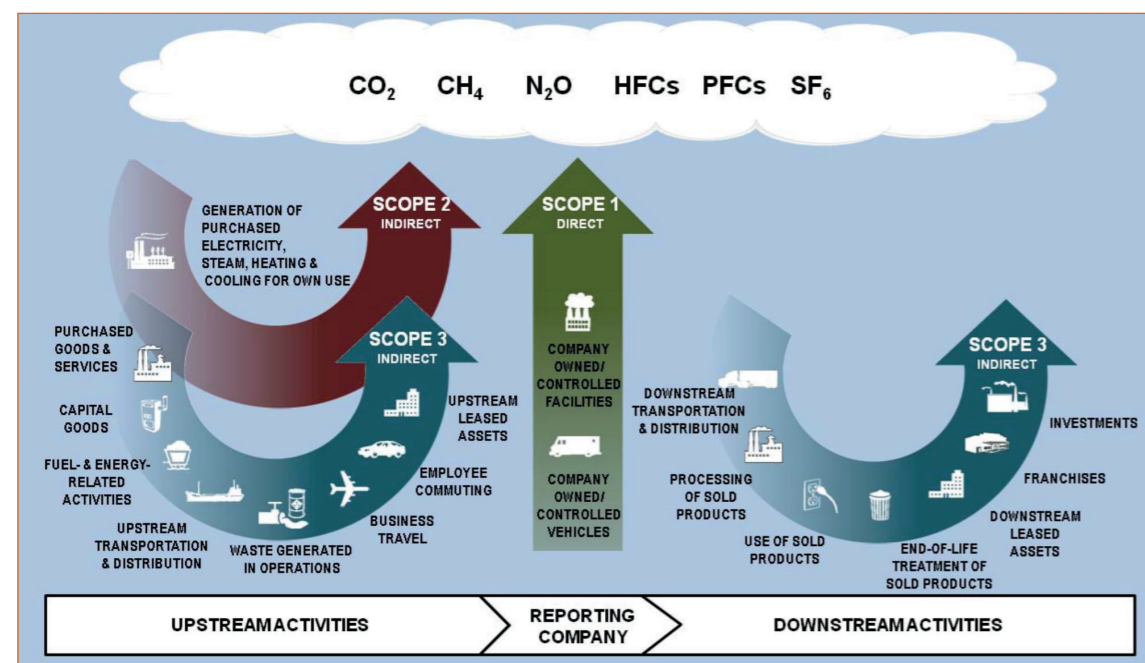 CO₂ CH₄ N₂O HFCs PFCs SF₆
SCOPE 2
INDIRECT
GENERATION OF
PURCHASED
ELECTRICITY,
STEAM, HEATING &
COOLING FOR OWN USE
SCOPE 1
DIRECT
COMPANY
OWNED/
CONTROLLED
FACILITIES
COMPANY
OWNED/
CONTROLLED
VEHICLES
SCOPE 3
INDIRECT
PURCHASED
GOODS &
SERVICES
CAPITAL
GOODS
FUEL- & ENERGY-
RELATED
ACTIVITIES
UPSTREAM
TRANSPORTATION
& DISTRIBUTION
WASTE GENERATED
IN OPERATIONS
BUSINESS
TRAVEL
EMPLOYEE
COMMUTING
UPSTREAM
LEASED
ASSETS
SCOPE 3
INDIRECT
DOWNSTREAM
TRANSPORTATION
& DISTRIBUTION
PROCESSING
OF SOLD
PRODUCTS
USE OF SOLD
PRODUCTS
END-OF-LIFE
TREATMENT OF
SOLD PRODUCTS
DOWNSTREAM
LEASED
ASSETS
FRANCHISES
INVESTMENTS
UPSTREAM ACTIVITIES
REPORTING
COMPANY
DOWNSTREAM ACTIVITIES